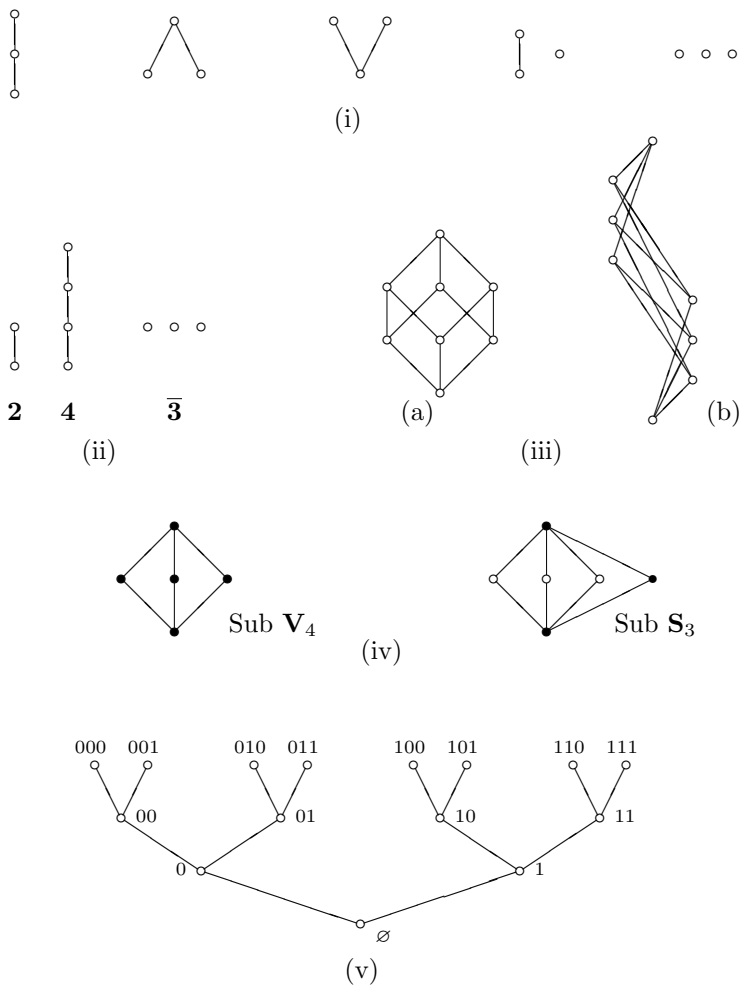 (i)
2 4 3̅
(a) (b)
(ii) (iii)
Sub V₄ Sub S₃
(iv)
000 001 010 011 100 101 110 111
00 01 10 11
0 1
∅
(v)